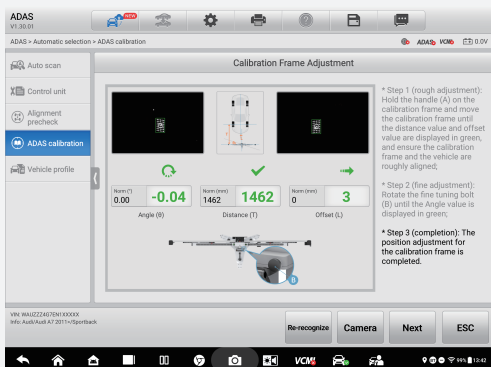 ADAS
V1.30.01
NEW
ADAS > Automatic selection > ADAS calibration
ADAS
VCMI
0.0V
Auto scan
Control unit
Alignment
precheck
ADAS calibration
Vehicle profile
Calibration Frame Adjustment
Norm (°)
0.00
-0.04
Angle (θ)
Norm (mm)
1462
1462
Distance (T)
Norm (mm)
0
3
Offset (L)
B
* Step 1 (rough adjustment):
Hold the handle (A) on the
calibration frame and move
the calibration frame until
the distance value and offset
value are displayed in green,
and ensure the calibration
frame and the vehicle are
roughly aligned;
* Step 2 (fine adjustment):
Rotate the fine tuning bolt
(B) until the Angle value is
displayed in green;
* Step 3 (completion): The
position adjustment for
the calibration frame is
completed.
VIN: WAUZZZ4G7EN1XXXXX
Info: Audi/Audi A7 2011>/Sportback
Re-recognize
Camera
Next
ESC
VCMI
99%
13:42